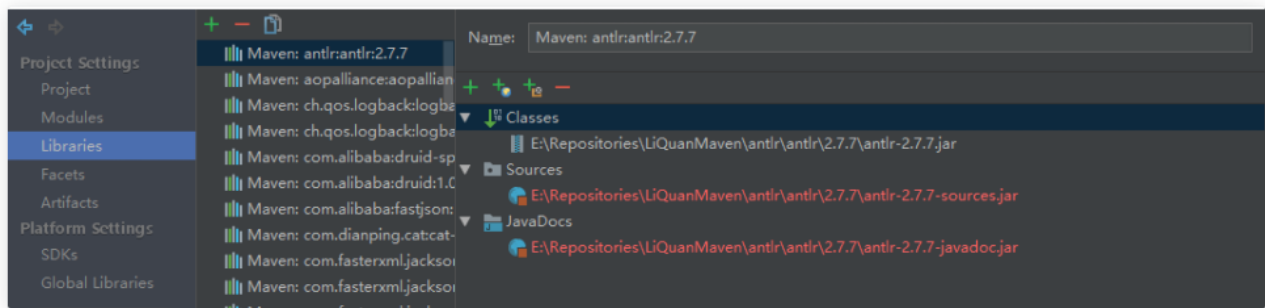 Project Settings
Project
Modules
Libraries
Facets
Artifacts
Platform Settings
SDKs
Global Libraries
Maven: antlr:antlr:2.7.7
Maven: aopalliance:aopallian
Maven: ch.qos.logback:logba
Maven: ch.qos.logback:logba
Maven: com.alibaba:druid-sp
Maven: com.alibaba:druid:1.0
Maven: com.alibaba:fastjson:
Maven: com.dianping.cat:cat-
Maven: com.fasterxml.jackso
Maven: com.fasterxml.jackso
Name: Maven: antlr:antlr:2.7.7
Classes
E:\Repositories\LiQuanMaven\antlr\antlr\2.7.7\antlr-2.7.7.jar
Sources
E:\Repositories\LiQuanMaven\antlr\antlr\2.7.7\antlr-2.7.7-sources.jar
JavaDocs
E:\Repositories\LiQuanMaven\antlr\antlr\2.7.7\antlr-2.7.7-javadoc.jar